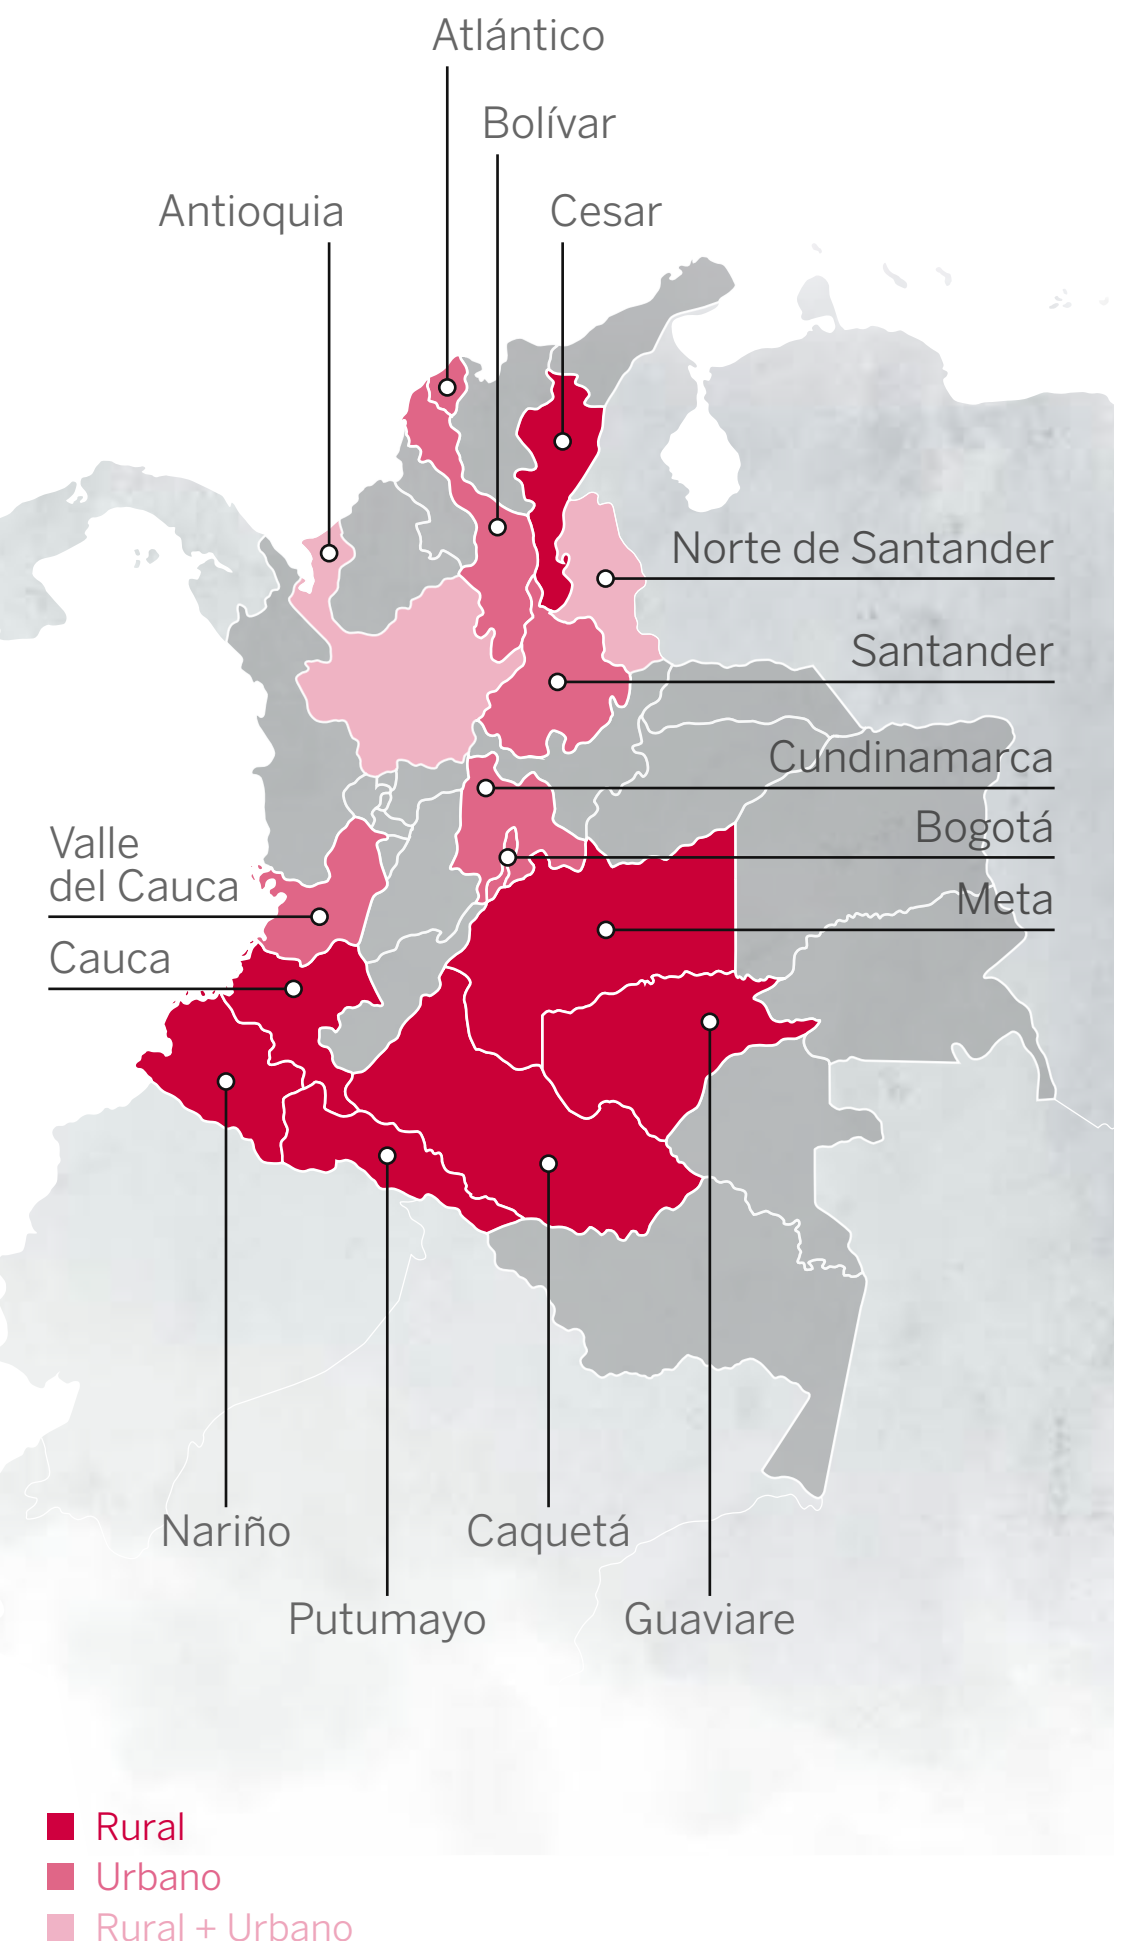 Atlántico
Bolívar
Antioquia
Cesar
Norte de Santander
Santander
Cundinamarca
Bogotá
Valle
del Cauca
Meta
Cauca
Nariño
Caquetá
Putumayo
Guaviare
Rural
Urbano
Rural + Urbano